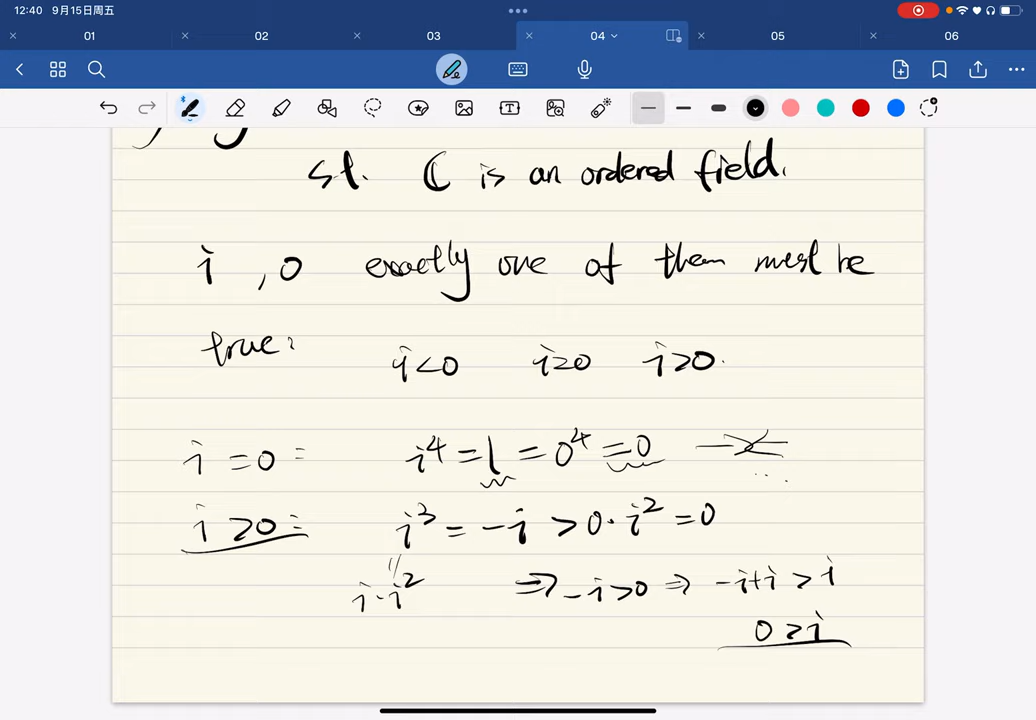 12:40 9月15日周五
01 02 03 04 05 06
s.t. ℂ is an ordered field.
i , 0 exactly one of them must be
true:
i<0 i=0 i>0.
i=0: i⁴=1=0⁴=0
i>0: i³=-i>0·i²=0
i·i² ⇒ -i>0 ⇒ -i+i>i
0>i